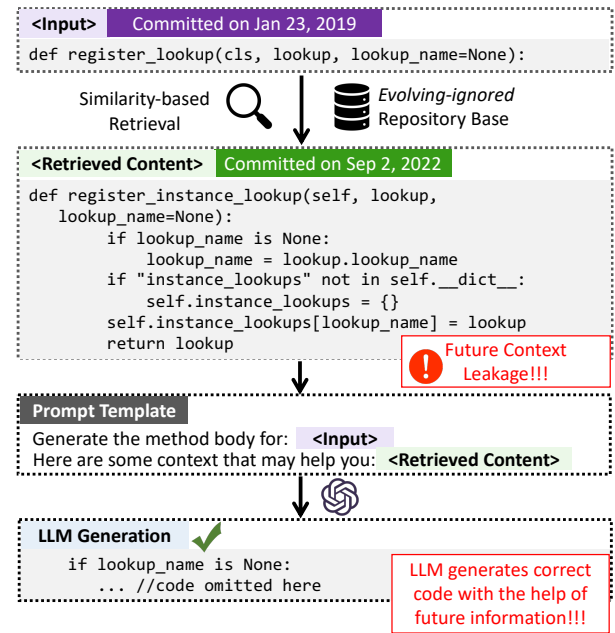 <Input> Committed on Jan 23, 2019
def register_lookup(cls, lookup, lookup_name=None):
Similarity-based
Retrieval
Evolving-ignored
Repository Base
<Retrieved Content> Committed on Sep 2, 2022
def register_instance_lookup(self, lookup,
lookup_name=None):
if lookup_name is None:
lookup_name = lookup.lookup_name
if "instance_lookups" not in self.__dict__:
self.instance_lookups = {}
self.instance_lookups[lookup_name] = lookup
return lookup
Future Context
Leakage!!!
Prompt Template
Generate the method body for: <Input>
Here are some context that may help you: <Retrieved Content>
LLM Generation
if lookup_name is None:
... //code omitted here
LLM generates correct
code with the help of
future information!!!